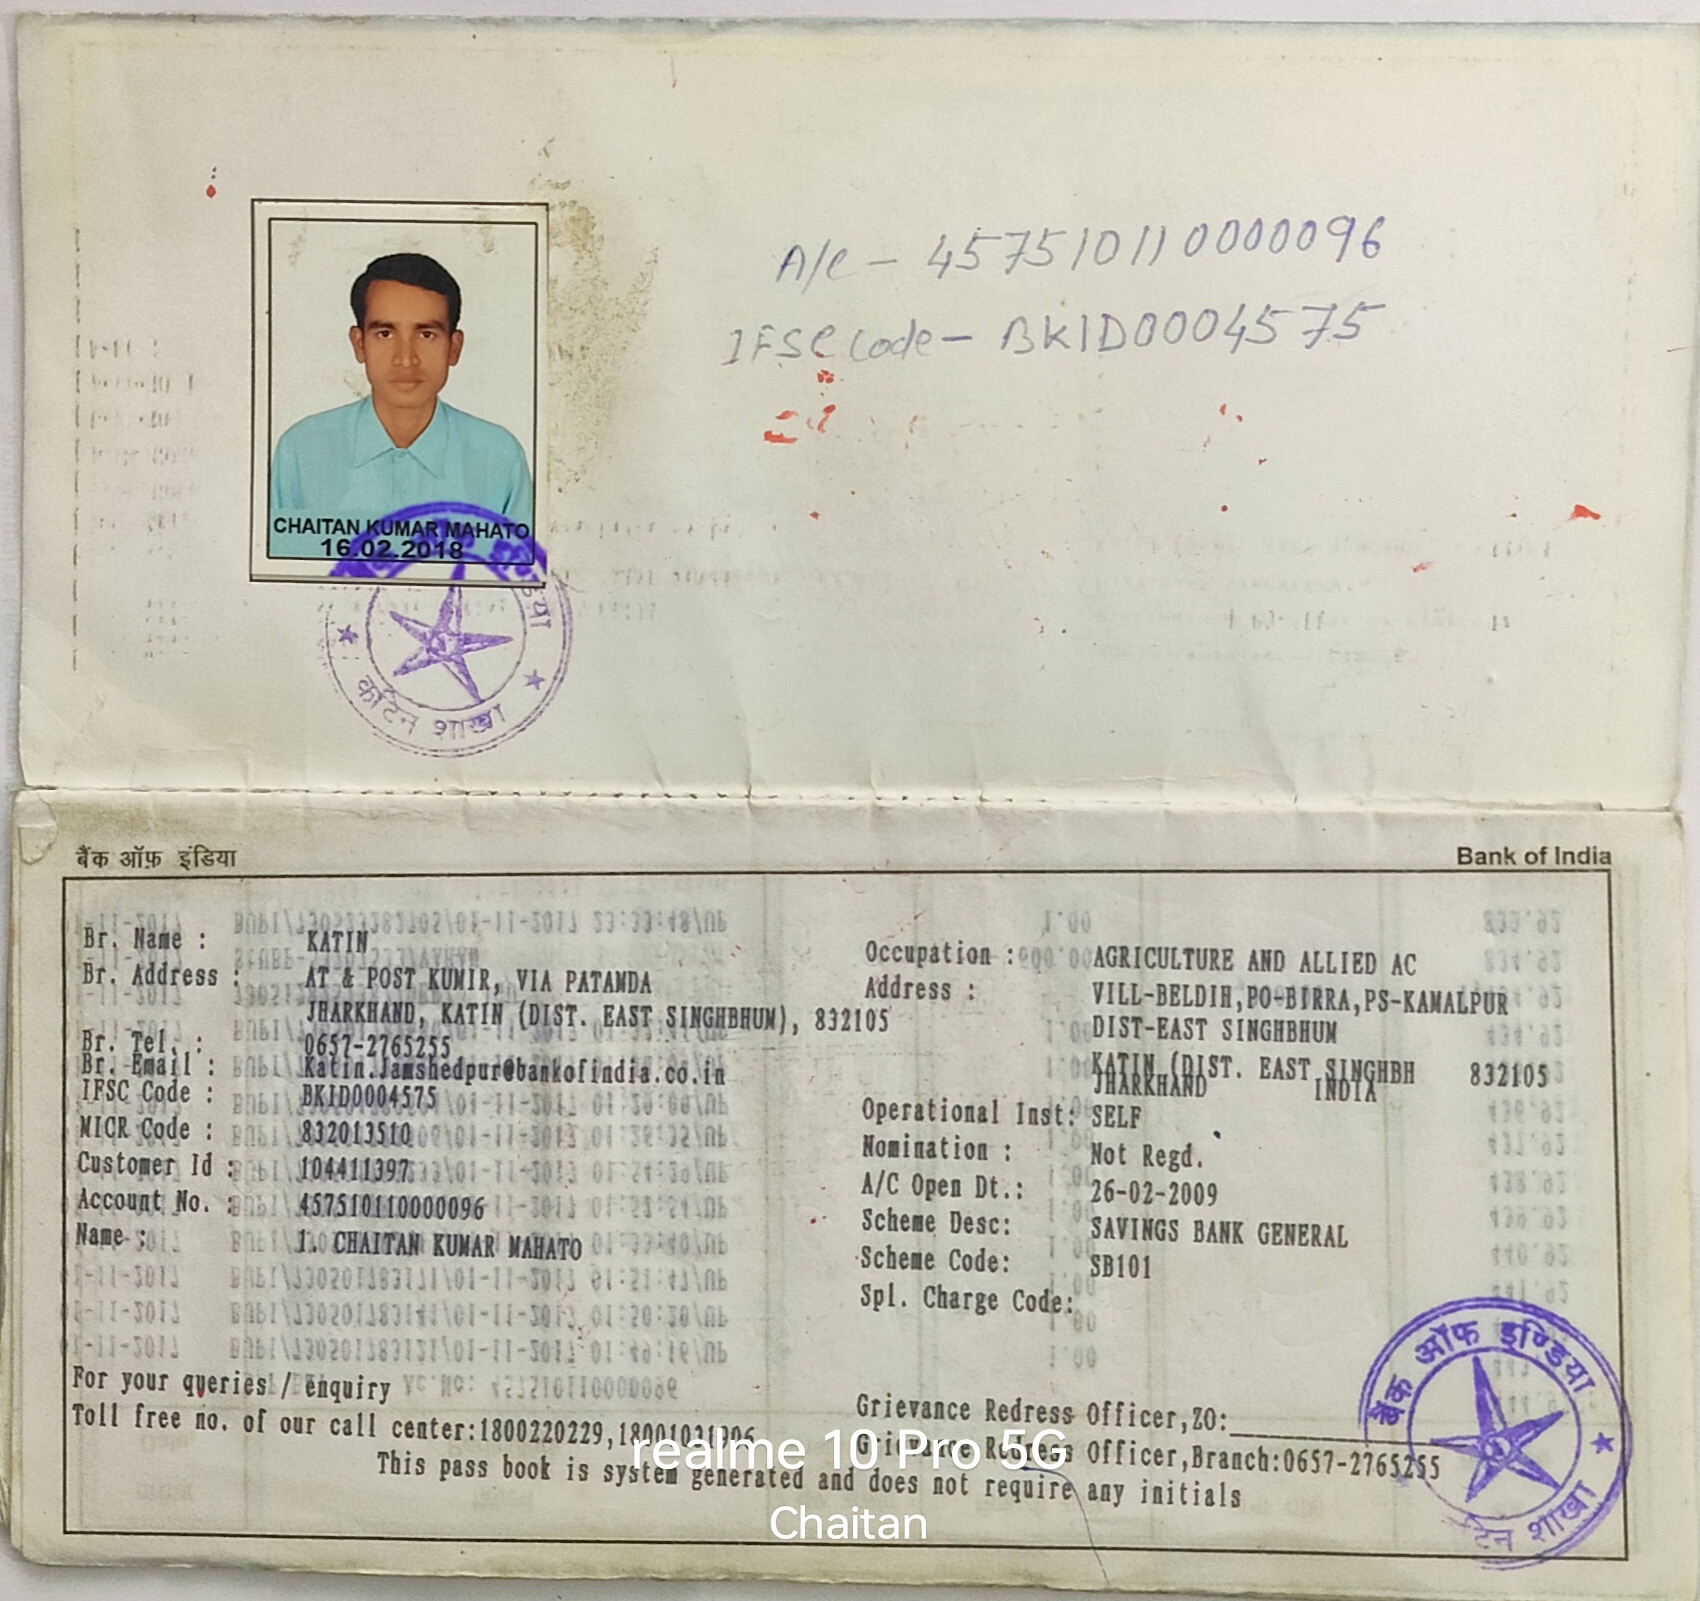 A/c - 457510110000096
IFSC Code - BKID0004575
CHAITAN KUMAR MAHATO
16.02.2018
काटिन शाखा
बैंक ऑफ़ इंडिया
Bank of India
Br. Name : KATIN
Br. Address : AT & POST KUMIR, VIA PATAMDA
JHARKHAND, KATIN (DIST. EAST SINGHBHUM), 832105
Br. Tel. : 0657-2765255
Br. Email : Katin.Jamshedpur@bankofindia.co.in
IFSC Code : BKID0004575
MICR Code : 832013510
Customer Id : 104411397
Account No. : 457510110000096
Name : 1. CHAITAN KUMAR MAHATO
Occupation : AGRICULTURE AND ALLIED AC
Address : VILL-BELDIH,PO-BIRRA,PS-KAMALPUR
DIST-EAST SINGHBHUM
KATIN (DIST. EAST SINGHBH 832105
JHARKHAND INDIA
Operational Inst: SELF
Nomination : Not Regd.
A/C Open Dt.: 26-02-2009
Scheme Desc: SAVINGS BANK GENERAL
Scheme Code: SB101
Spl. Charge Code:
For your queries / enquiry
Toll free no. of our call center:1800220229,18001031906
Grievance Redress Officer,ZO:
Grievance Redress Officer,Branch:0657-2765255
This pass book is system generated and does not require any initials
बैंक ऑफ इण्डिया
शाखा
realme 10 Pro 5G
Chaitan